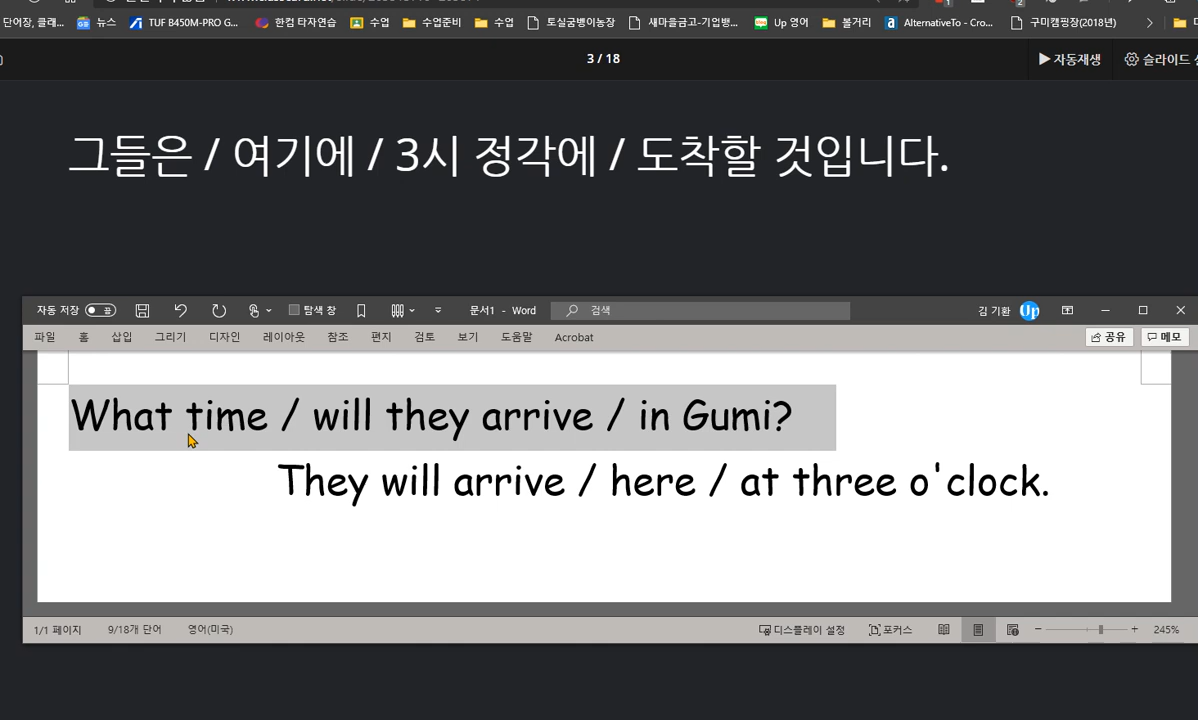 단어장, 클래... 뉴스 TUF B450M-PRO G... 한컴 타자연습 수업 수업준비 수업 토실굼벵이농장 새마을금고-기업뱅... Up 영어 볼거리 AlternativeTo - Cro... 구미캠핑장(2018년)
3 / 18 자동재생 슬라이드
그들은 / 여기에 / 3시 정각에 / 도착할 것입니다.
자동 저장 끔 탐색 창 문서1 - Word 검색 김 기환 Up
파일 홈 삽입 그리기 디자인 레이아웃 참조 편지 검토 보기 도움말 Acrobat 공유 메모
What time / will they arrive / in Gumi?
They will arrive / here / at three o'clock.
1/1 페이지 9/18개 단어 영어(미국) 디스플레이 설정 포커스 245%